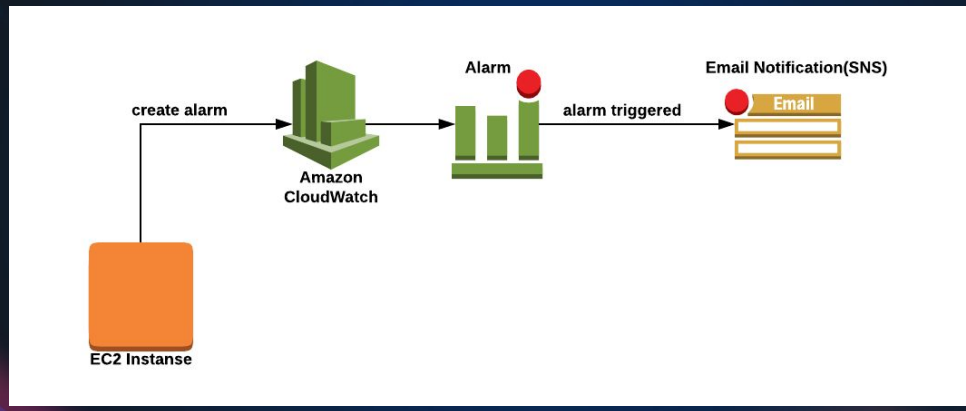 Alarm
Email Notification(SNS)
Email
create alarm
alarm triggered
Amazon
CloudWatch
EC2 Instanse